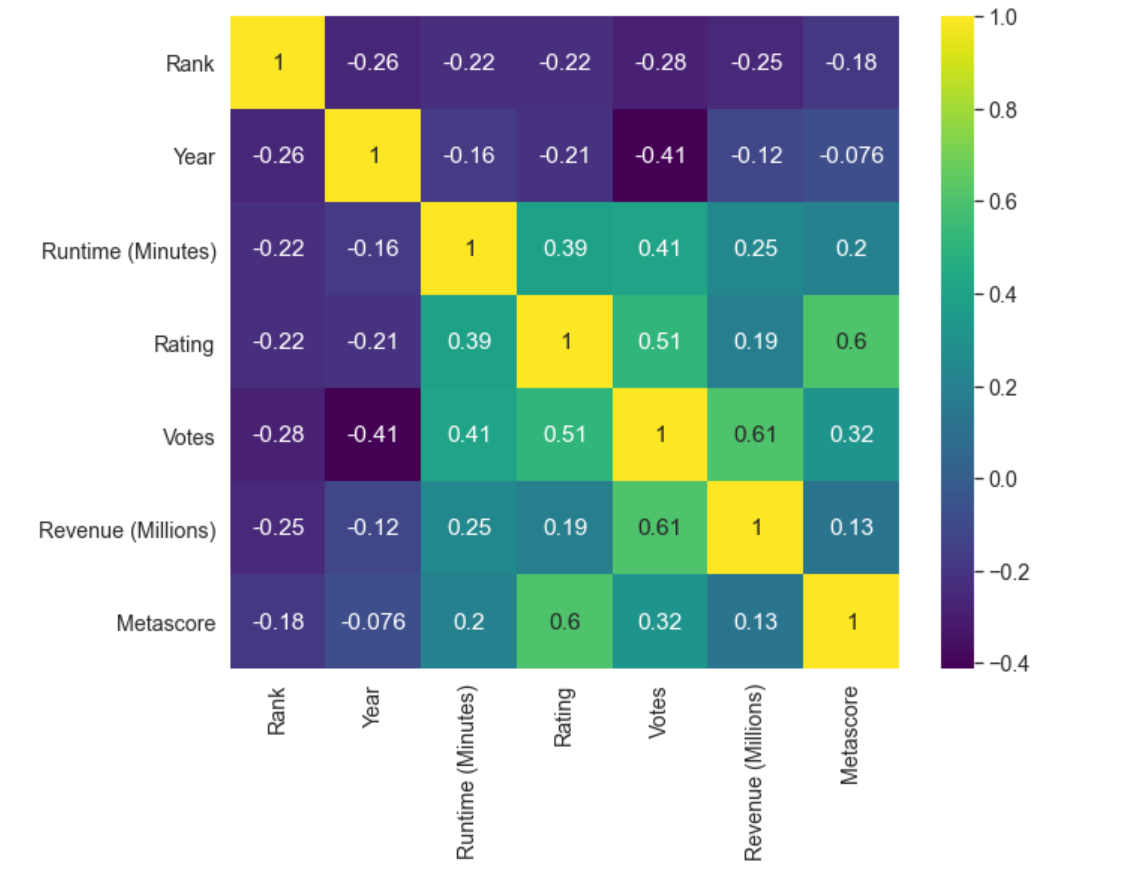 Rank 1 -0.26 -0.22 -0.22 -0.28 -0.25 -0.18
Year -0.26 1 -0.16 -0.21 -0.41 -0.12 -0.076
Runtime (Minutes) -0.22 -0.16 1 0.39 0.41 0.25 0.2
Rating -0.22 -0.21 0.39 1 0.51 0.19 0.6
Votes -0.28 -0.41 0.41 0.51 1 0.61 0.32
Revenue (Millions) -0.25 -0.12 0.25 0.19 0.61 1 0.13
Metascore -0.18 -0.076 0.2 0.6 0.32 0.13 1
Rank
Year
Runtime (Minutes)
Rating
Votes
Revenue (Millions)
Metascore
1.0
0.8
0.6
0.4
0.2
0.0
−0.2
−0.4